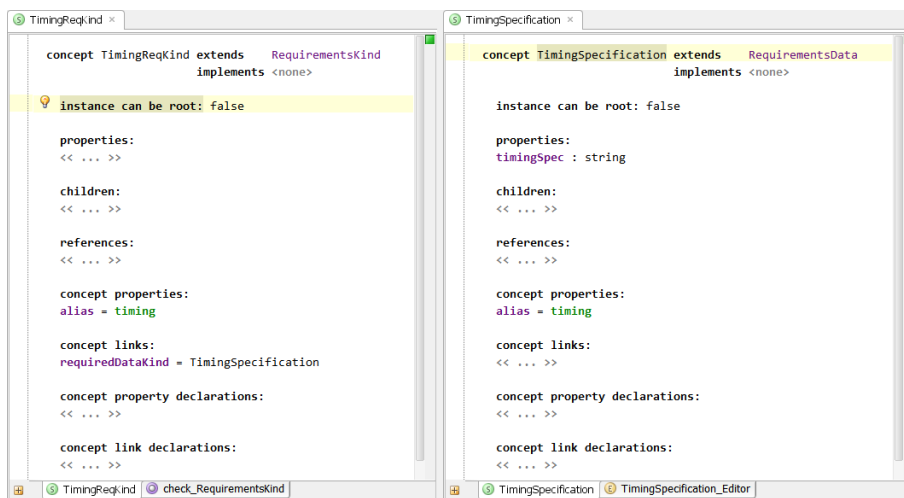 TimingReqKind ×
concept TimingReqKind extends RequirementsKind
implements <none>
instance can be root: false
properties:
<< ... >>
children:
<< ... >>
references:
<< ... >>
concept properties:
alias = timing
concept links:
requiredDataKind = TimingSpecification
concept property declarations:
<< ... >>
concept link declarations:
<< ... >>
TimingReqKind check_RequirementsKind
TimingSpecification ×
concept TimingSpecification extends RequirementsData
implements <none>
instance can be root: false
properties:
timingSpec : string
children:
<< ... >>
references:
<< ... >>
concept properties:
alias = timing
concept links:
<< ... >>
concept property declarations:
<< ... >>
concept link declarations:
<< ... >>
TimingSpecification TimingSpecification_Editor